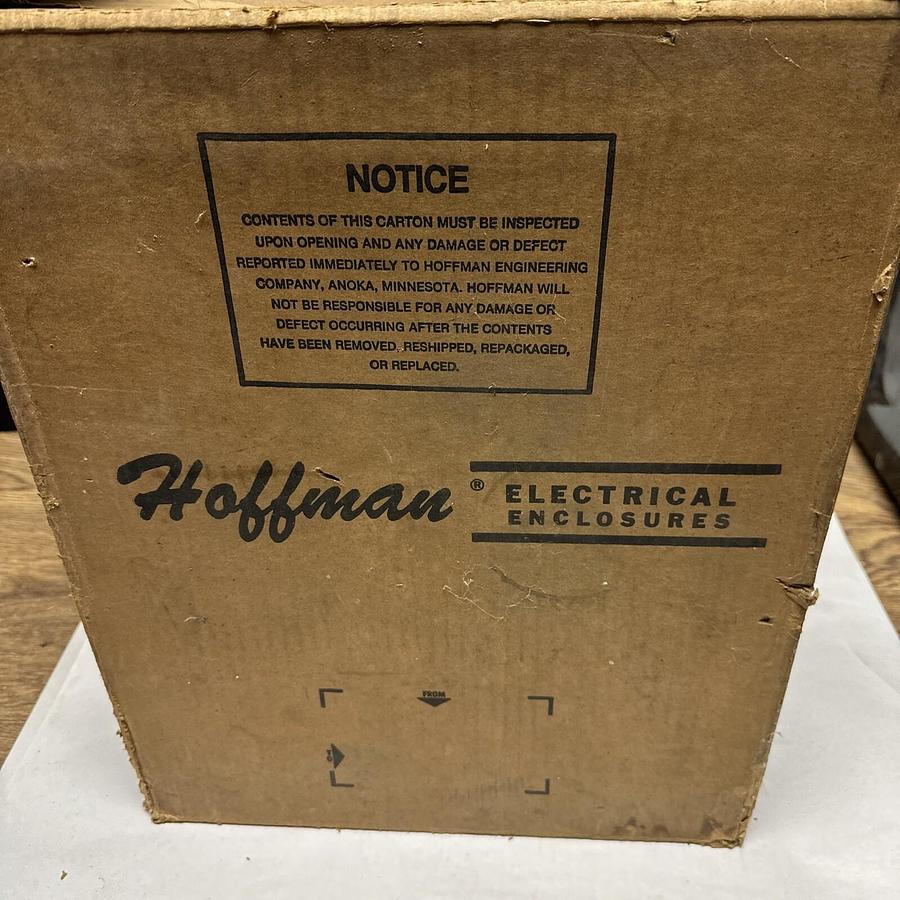 NOTICE
CONTENTS OF THIS CARTON MUST BE INSPECTED
UPON OPENING AND ANY DAMAGE OR DEFECT
REPORTED IMMEDIATELY TO HOFFMAN ENGINEERING
COMPANY, ANOKA, MINNESOTA. HOFFMAN WILL
NOT BE RESPONSIBLE FOR ANY DAMAGE OR
DEFECT OCCURRING AFTER THE CONTENTS
HAVE BEEN REMOVED, RESHIPPED, REPACKAGED,
OR REPLACED.
Hoffman ® ELECTRICAL
ENCLOSURES
FROM
TO